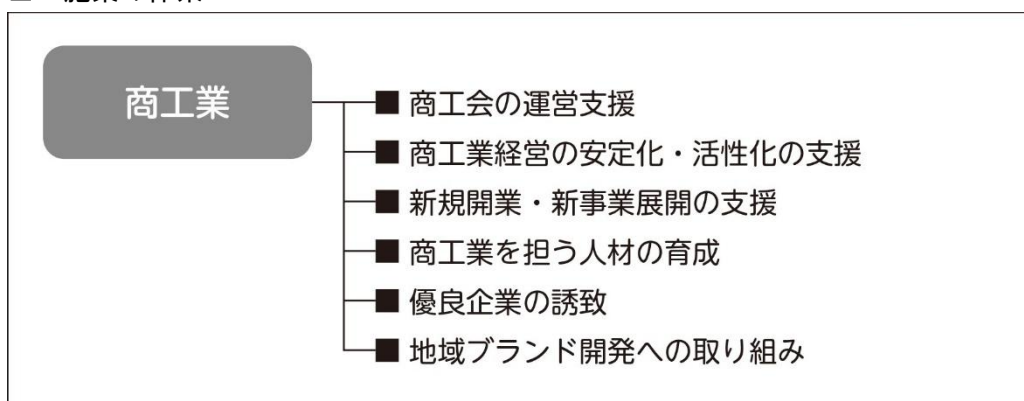 商工業
■ 商工会の運営支援
■ 商工業経営の安定化・活性化の支援
■ 新規開業・新事業展開の支援
■ 商工業を担う人材の育成
■ 優良企業の誘致
■ 地域ブランド開発への取り組み